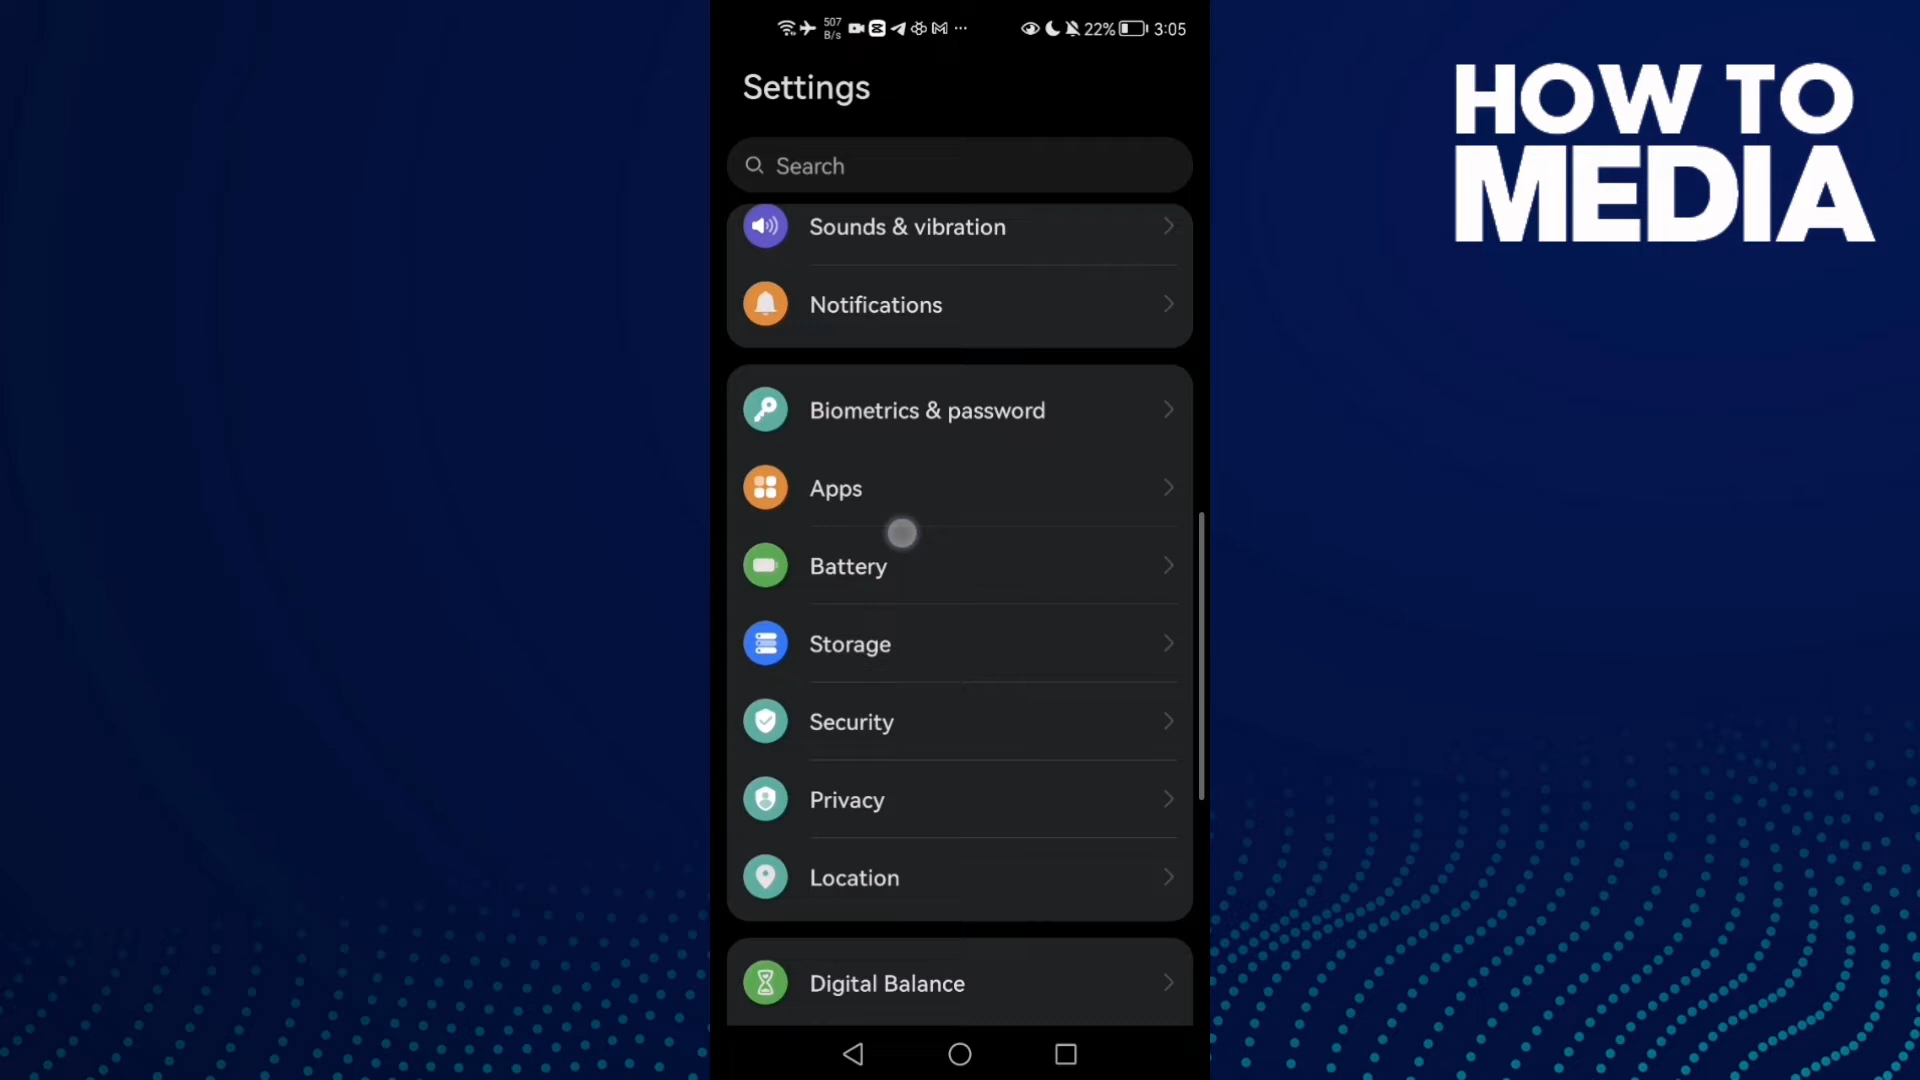 507
B/s
22%
3:05
Settings
Search
Sounds & vibration
Notifications
Biometrics & password
Apps
Battery
Storage
Security
Privacy
Location
Digital Balance
HOW TO
MEDIA